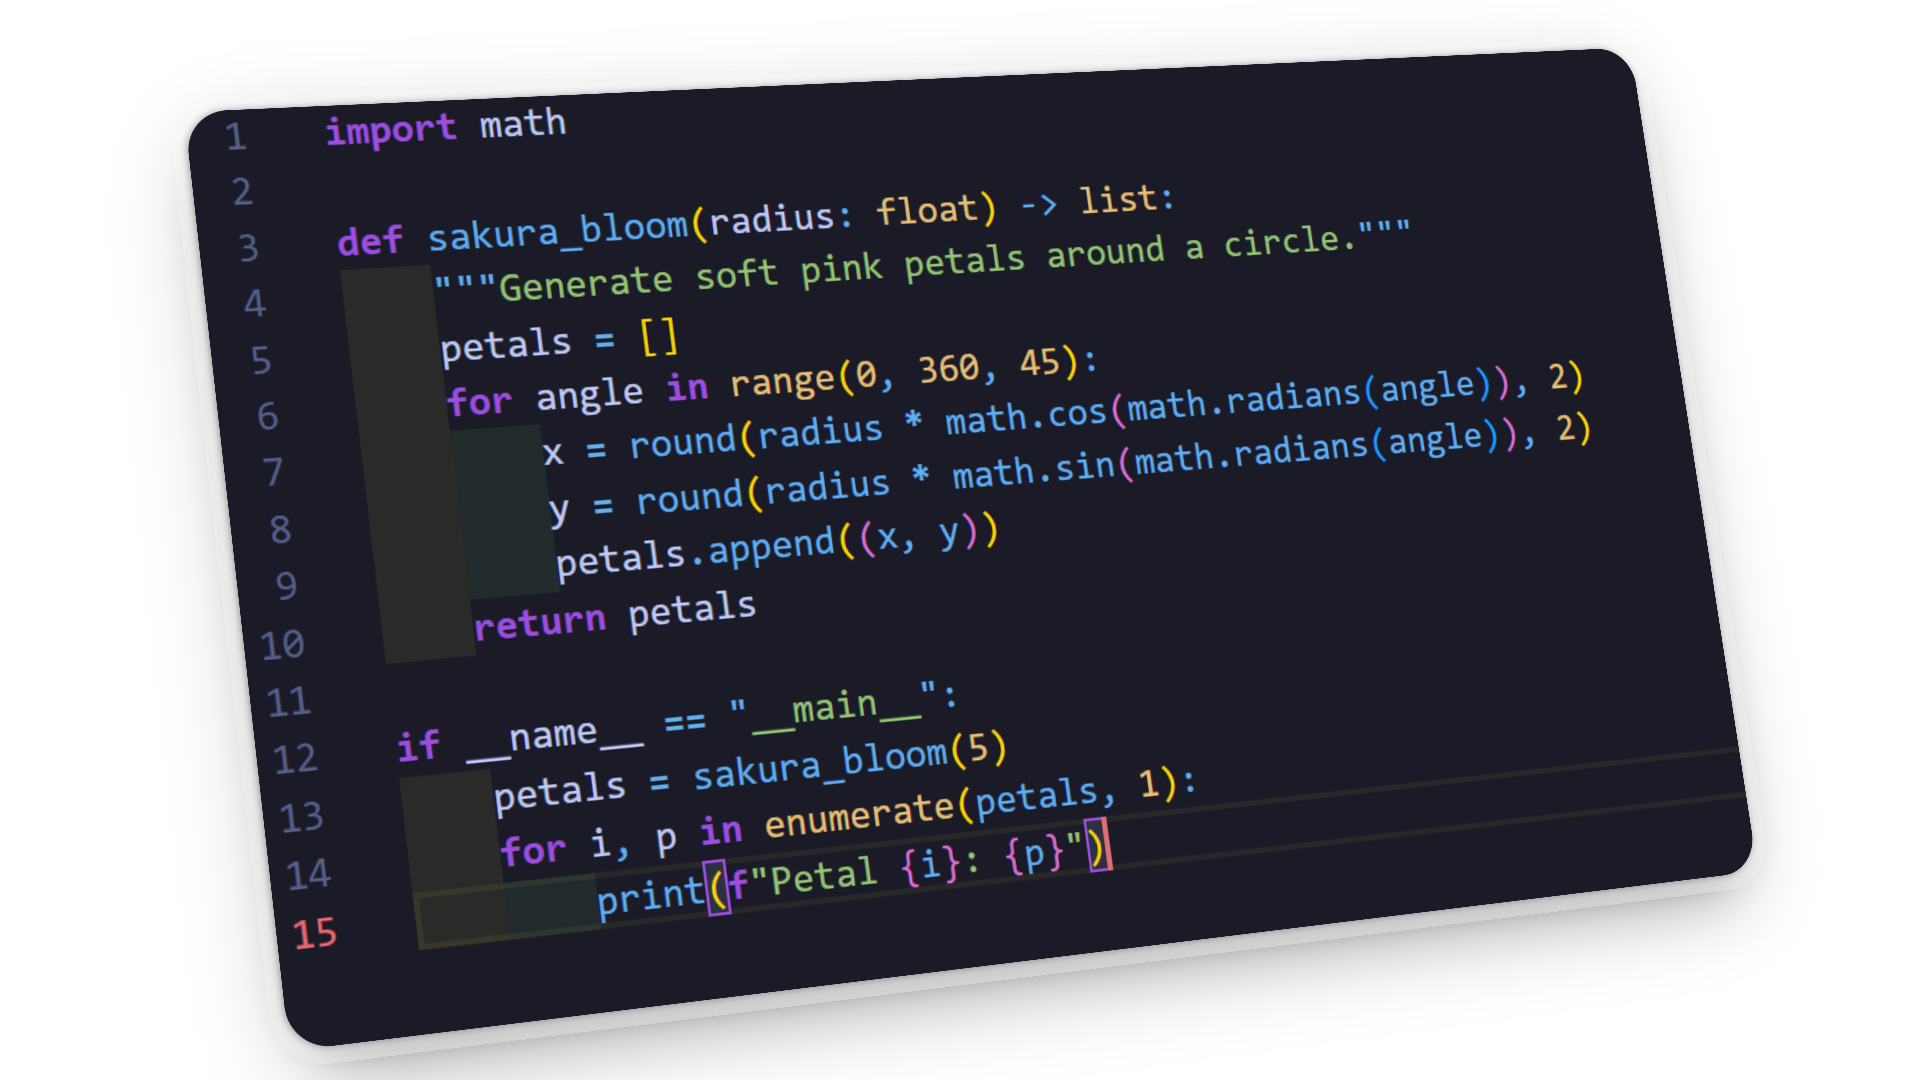 1 import math
2
3 def sakura_bloom(radius: float) -> list:
4     """Generate soft pink petals around a circle."""
5     petals = []
6     for angle in range(0, 360, 45):
7         x = round(radius * math.cos(math.radians(angle)), 2)
8         y = round(radius * math.sin(math.radians(angle)), 2)
9         petals.append((x, y))
10     return petals
11
12 if __name__ == "__main__":
13     petals = sakura_bloom(5)
14     for i, p in enumerate(petals, 1):
15         print(f"Petal {i}: {p}")